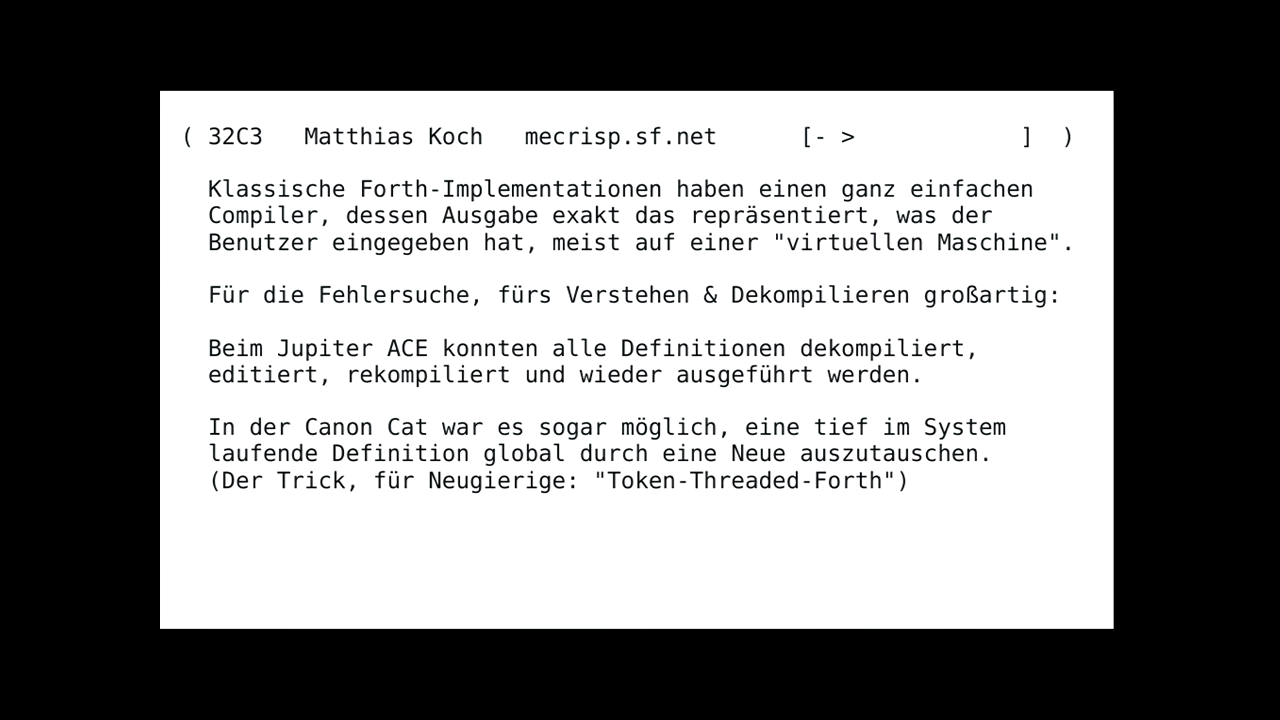 ( 32C3   Matthias Koch   mecrisp.sf.net      [- >            ]  )
Klassische Forth-Implementationen haben einen ganz einfachen
Compiler, dessen Ausgabe exakt das repräsentiert, was der
Benutzer eingegeben hat, meist auf einer "virtuellen Maschine".
Für die Fehlersuche, fürs Verstehen & Dekompilieren großartig:
Beim Jupiter ACE konnten alle Definitionen dekompiliert,
editiert, rekompiliert und wieder ausgeführt werden.
In der Canon Cat war es sogar möglich, eine tief im System
laufende Definition global durch eine Neue auszutauschen.
(Der Trick, für Neugierige: "Token-Threaded-Forth")